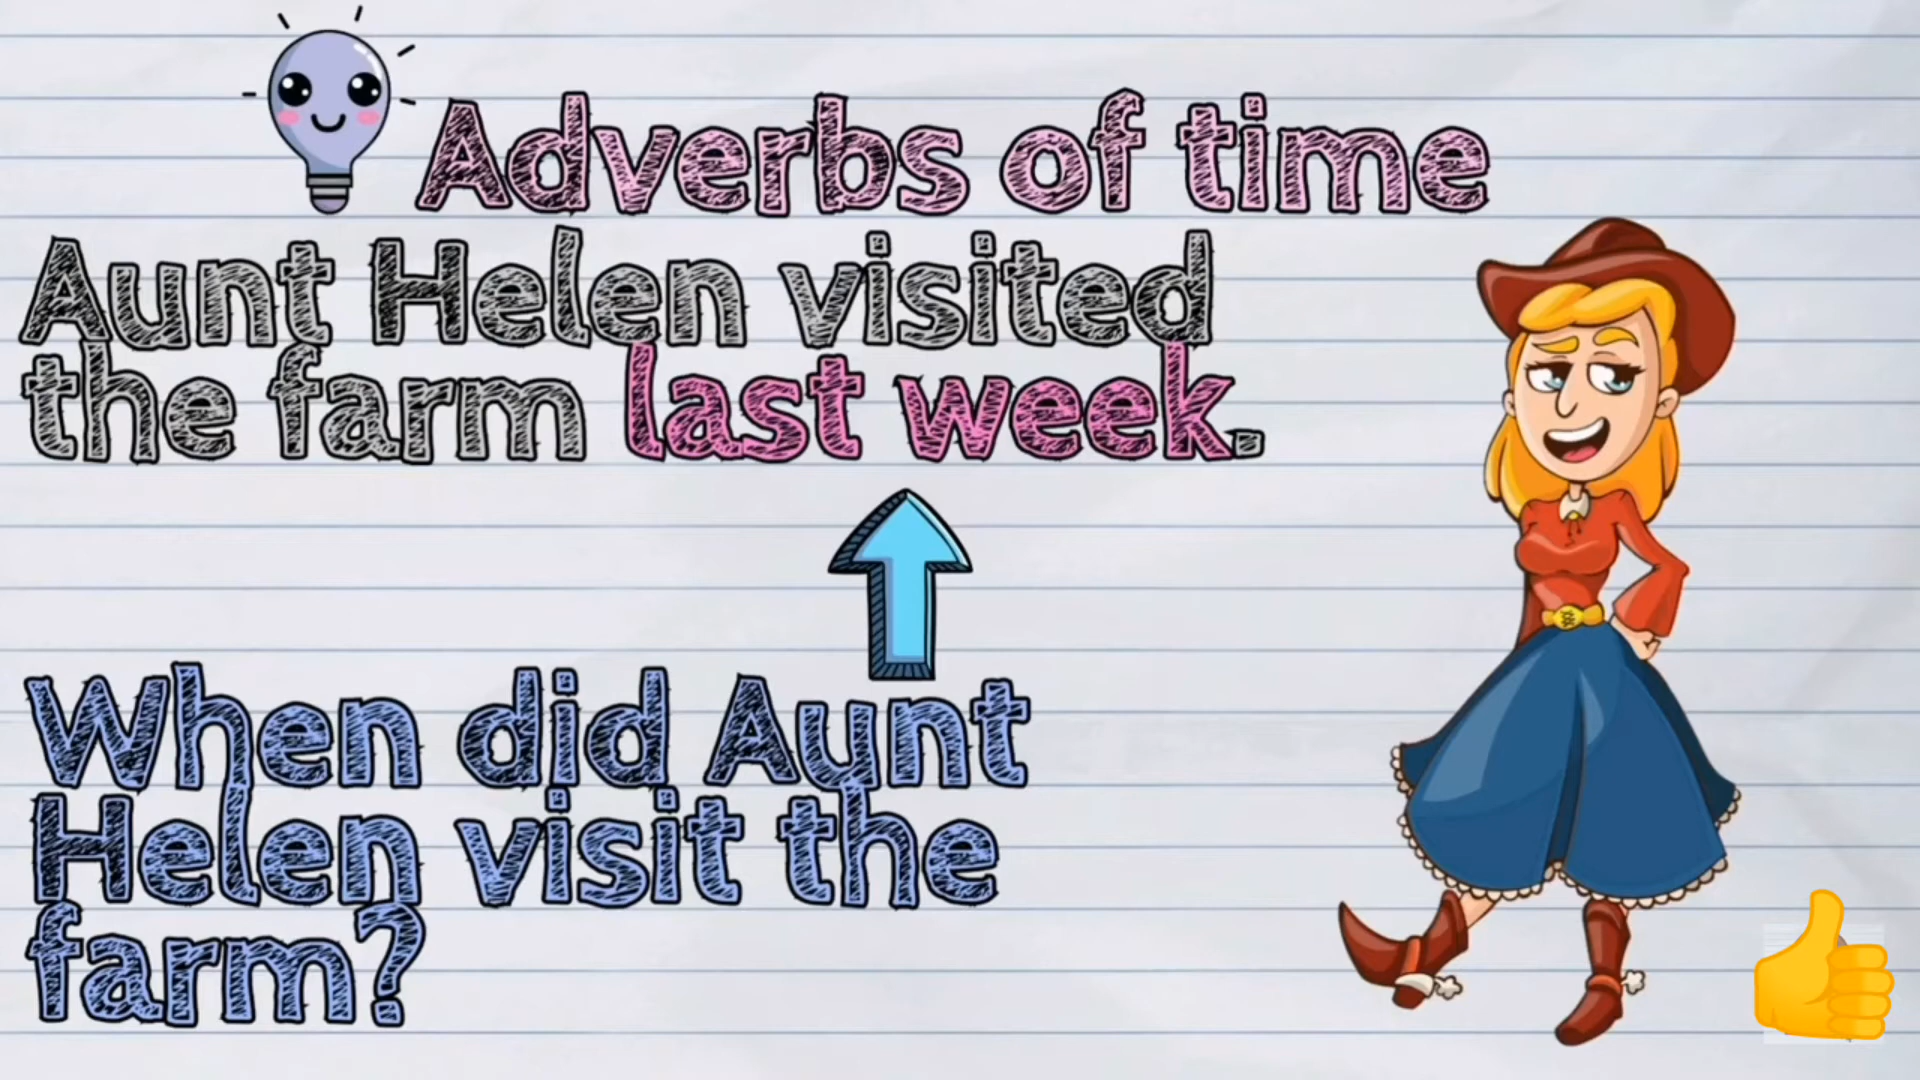 Adverbs of time
Aunt Helen visited
the farm last week.
When did Aunt
Helen visit the
farm?